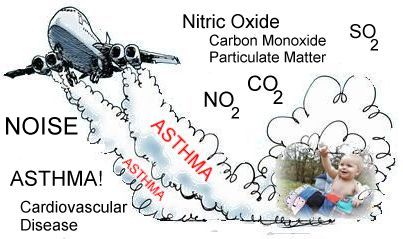 Nitric Oxide
Carbon Monoxide
Particulate Matter
SO2
CO2
NO2
NOISE
ASTHMA
ASTHMA
ASTHMA!
Cardiovascular
Disease